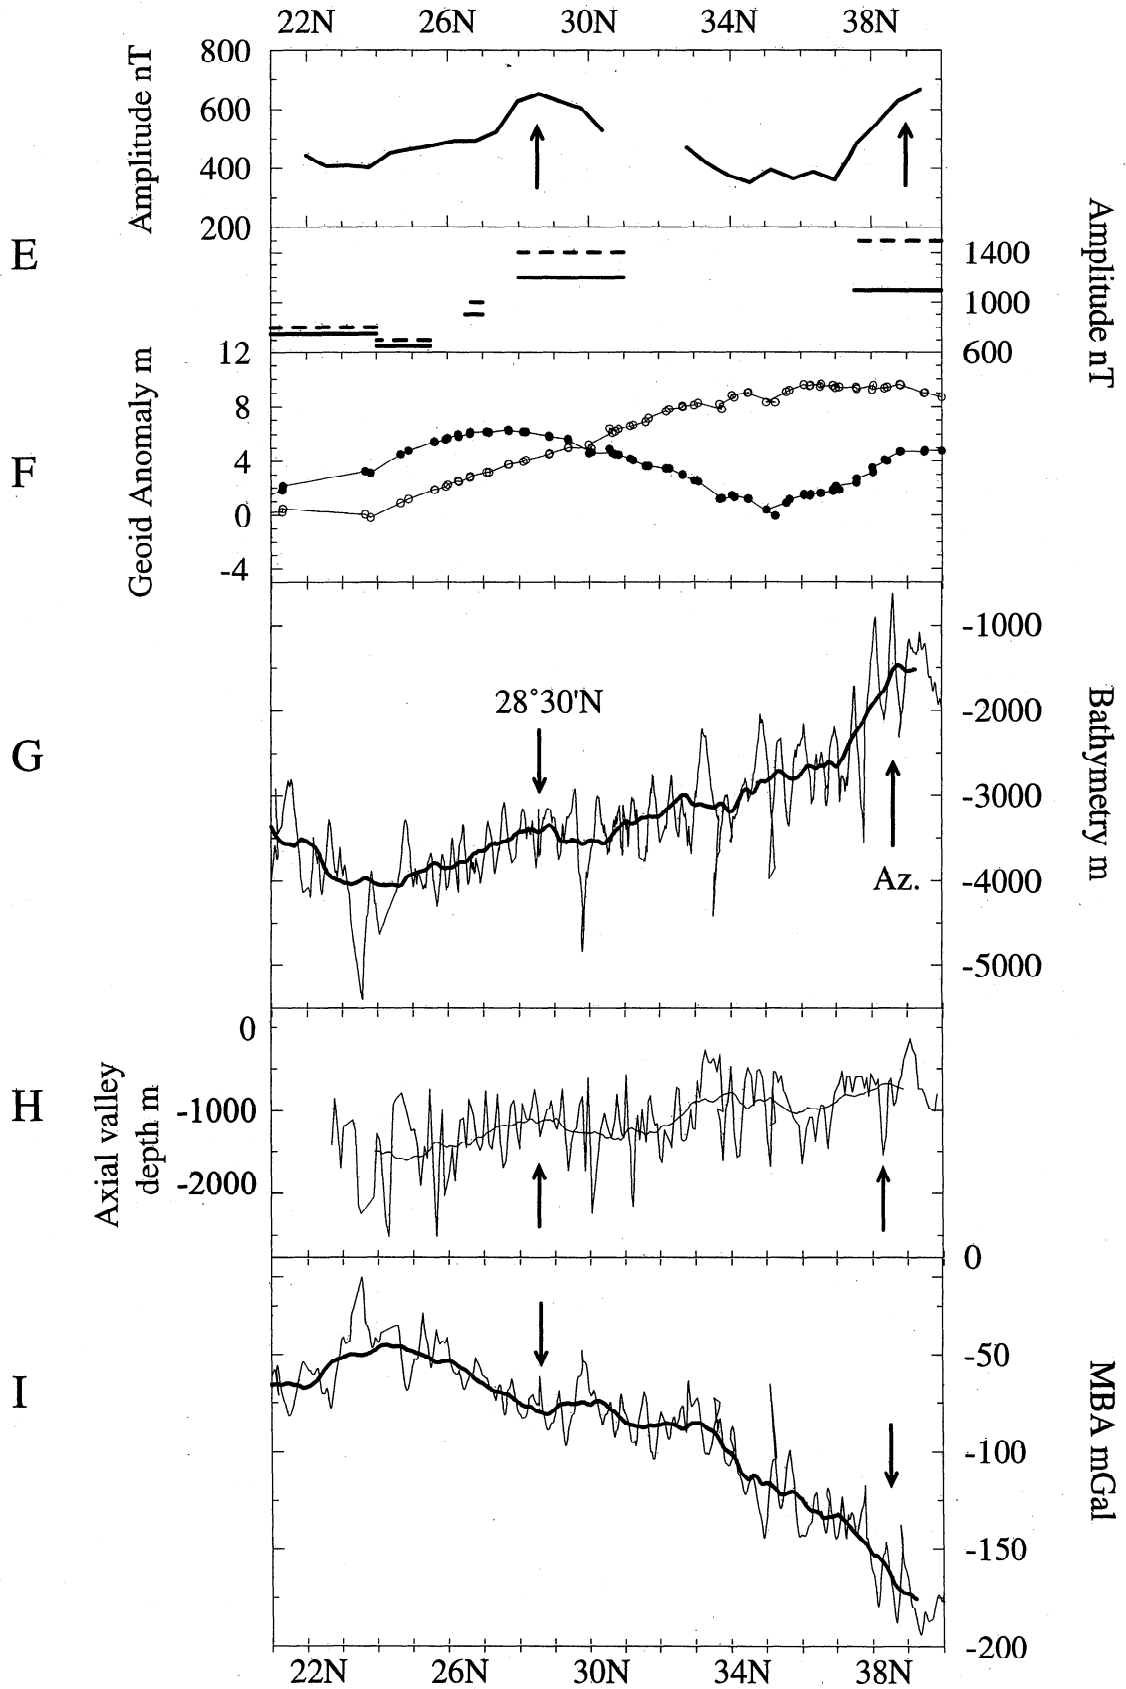 22N 26N 30N 34N 38N
800
600
400
200
Amplitude nT
E
1400
1000
600
Amplitude nT
12
8
4
0
-4
Geoid Anomaly m
F
28°30'N
Az.
G
-1000
-2000
-3000
-4000
-5000
Bathymetry m
0
-1000
-2000
Axial valley
depth m
H
0
-50
-100
-150
-200
MBA mGal
I
22N 26N 30N 34N 38N